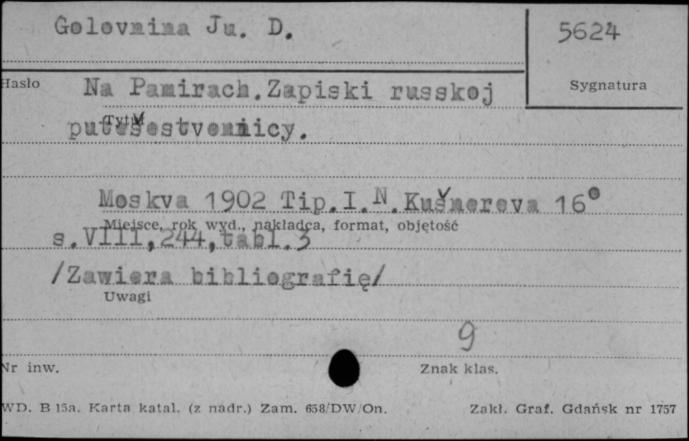 Golovnina Ju. D.
5624
Hasło
Na Pamirach.Zapiski russkoj
Sygnatura
Tytuł
putešestvennicy.
Moskva 1902 Tip.I.N.Kušnereva 16°
Miejsce, rok wyd., nakładca, format, objętość
s.VIII,244,tabl.3
/Zawiera bibliografię/
Uwagi
9
Nr inw.
Znak klas.
WD. B 15a. Karta katal. (z nadr.) Zam. 658/DW/On.
Zakł. Graf. Gdańsk nr 1757